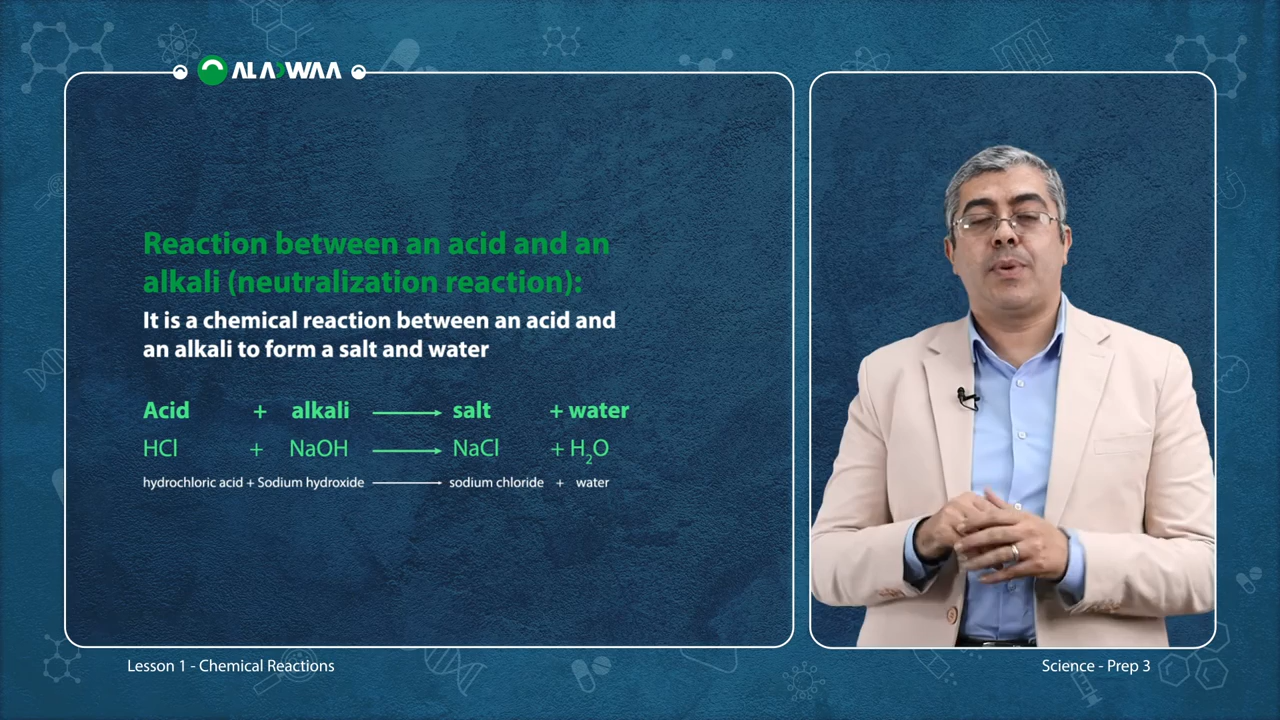 ALADWAA
Reaction between an acid and an
alkali (neutralization reaction):
It is a chemical reaction between an acid and
an alkali to form a salt and water
Acid + alkali ⟶ salt + water
HCl + NaOH ⟶ NaCl + H₂O
hydrochloric acid + Sodium hydroxide ⟶ sodium chloride + water
Lesson 1 - Chemical Reactions
Science - Prep 3